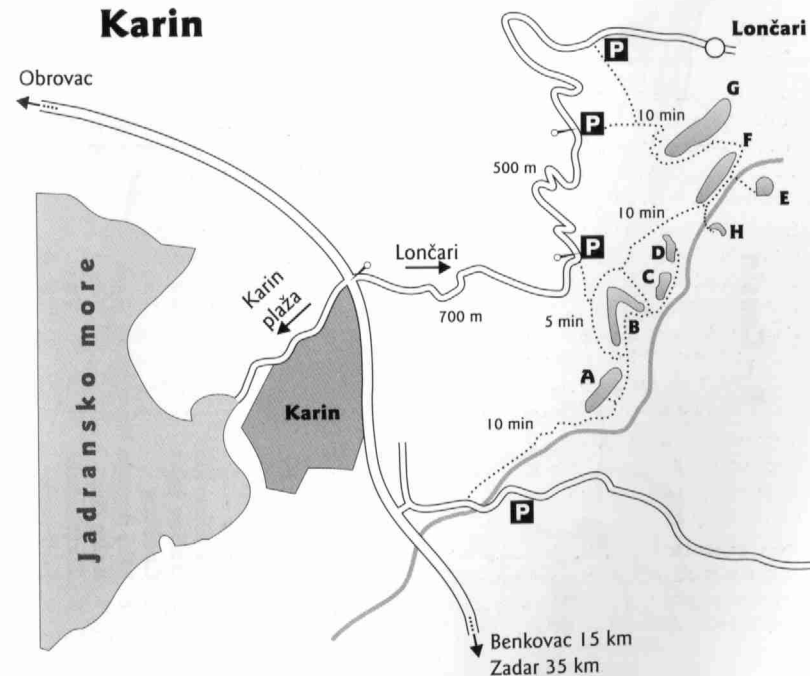 Karin
Lončari
Obrovac
P
G
10 min
P
F
500 m
E
10 min
H
Lončari
P
D
Karin
plaža
C
700 m
5 min
B
A
Jadransko more
Karin
10 min
P
Benkovac 15 km
Zadar 35 km